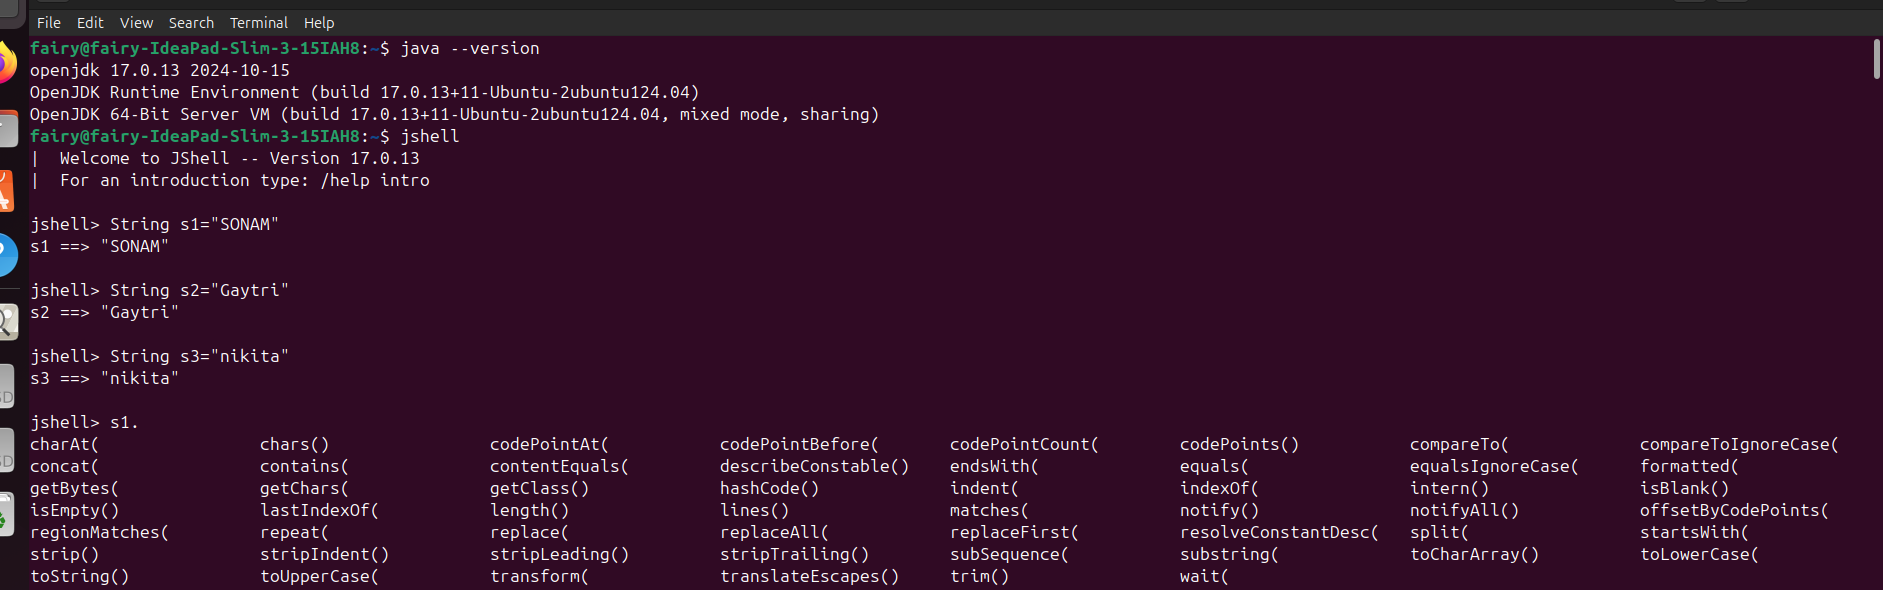 File Edit View Search Terminal Help
fairy@fairy-IdeaPad-Slim-3-15IAH8:~$ java --version
openjdk 17.0.13 2024-10-15
OpenJDK Runtime Environment (build 17.0.13+11-Ubuntu-2ubuntu124.04)
OpenJDK 64-Bit Server VM (build 17.0.13+11-Ubuntu-2ubuntu124.04, mixed mode, sharing)
fairy@fairy-IdeaPad-Slim-3-15IAH8:~$ jshell
|  Welcome to JShell -- Version 17.0.13
|  For an introduction type: /help intro
jshell> String s1="SONAM"
s1 ==> "SONAM"
jshell> String s2="Gaytri"
s2 ==> "Gaytri"
jshell> String s3="nikita"
s3 ==> "nikita"
jshell> s1.
charAt( chars() codePointAt( codePointBefore( codePointCount( codePoints() compareTo( compareToIgnoreCase(
concat( contains( contentEquals( describeConstable() endsWith( equals( equalsIgnoreCase( formatted(
getBytes( getChars( getClass() hashCode() indent( indexOf( intern() isBlank()
isEmpty() lastIndexOf( length() lines() matches( notify() notifyAll() offsetByCodePoints(
regionMatches( repeat( replace( replaceAll( replaceFirst( resolveConstantDesc( split( startsWith(
strip() stripIndent() stripLeading() stripTrailing() subSequence( substring( toCharArray() toLowerCase(
toString() toUpperCase( transform( translateEscapes() trim() wait(